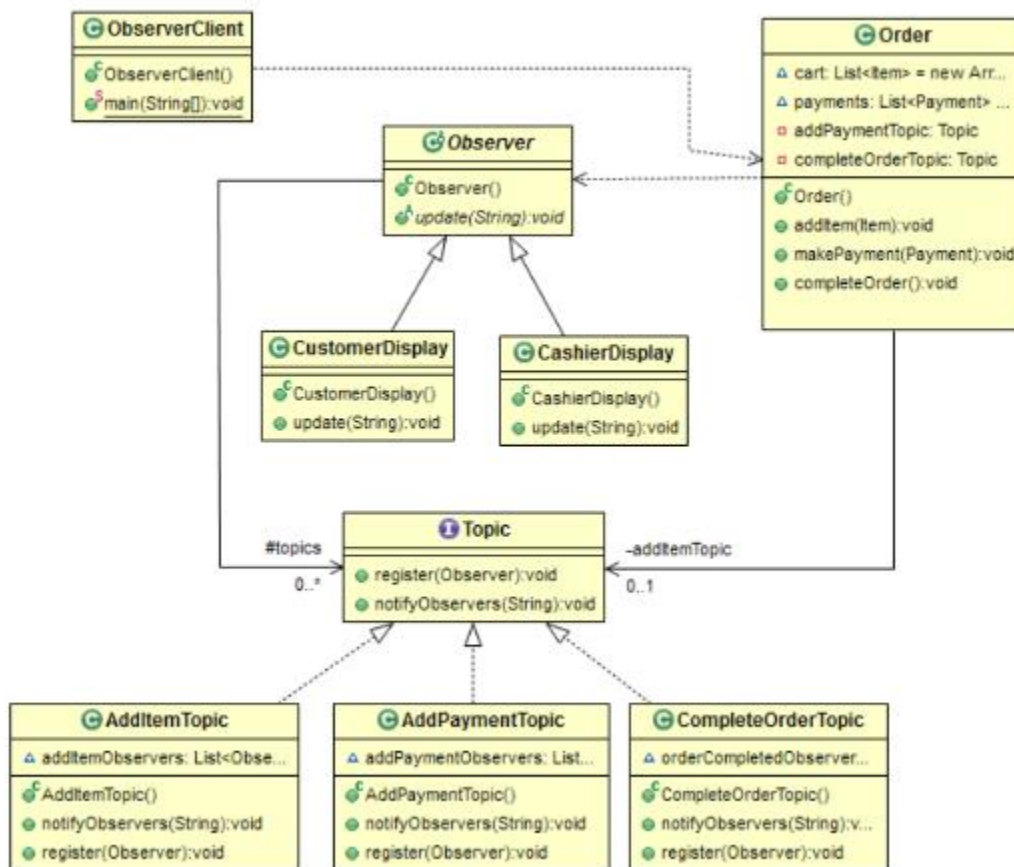 ObserverClient
ObserverClient()
main(String[]):void
Order
cart: List<Item> = new Arr...
payments: List<Payment> ...
addPaymentTopic: Topic
completeOrderTopic: Topic
Order()
addItem(Item):void
makePayment(Payment):void
completeOrder():void
Observer
Observer()
update(String):void
CustomerDisplay
CustomerDisplay()
update(String):void
CashierDisplay
CashierDisplay()
update(String):void
#topics
0..*
Topic
register(Observer):void
notifyObservers(String):void
-addItemTopic
0..1
AddItemTopic
addItemObservers: List<Obse...
AddItemTopic()
notifyObservers(String):void
register(Observer):void
AddPaymentTopic
addPaymentObservers: List...
AddPaymentTopic()
notifyObservers(String):void
register(Observer):void
CompleteOrderTopic
orderCompletedObserver...
CompleteOrderTopic()
notifyObservers(String):v...
register(Observer):void